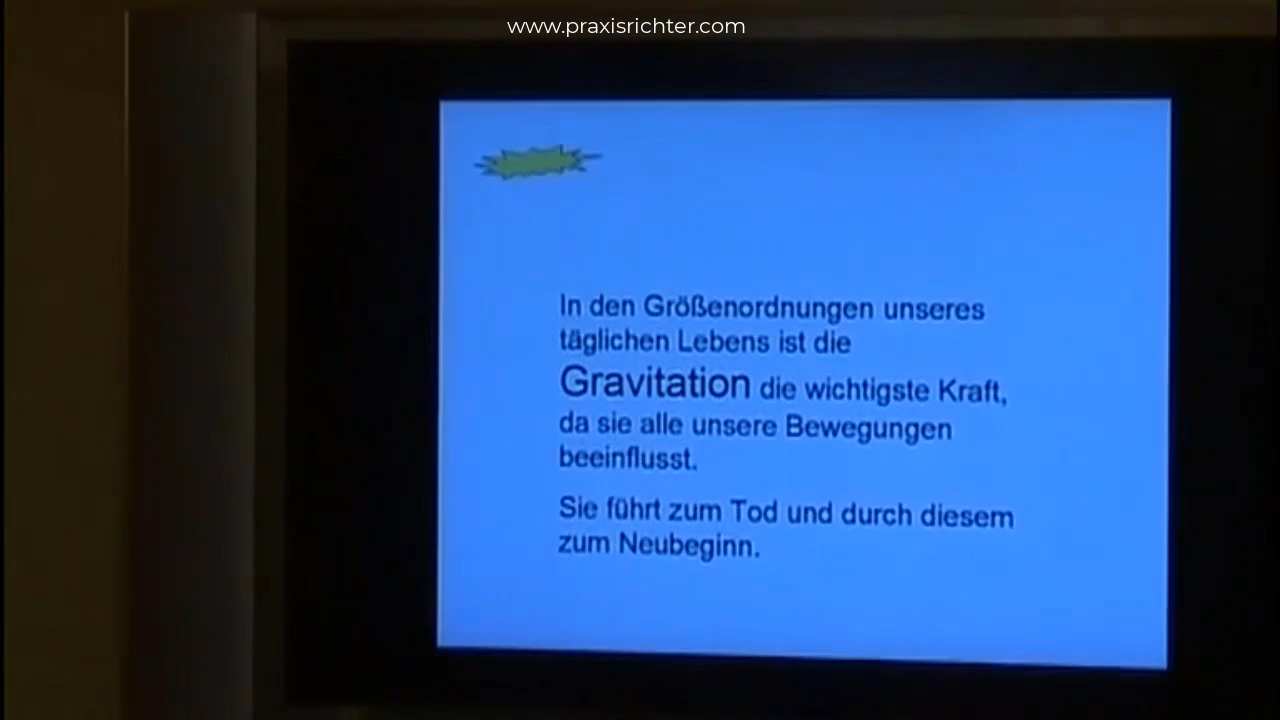 www.praxisrichter.com
In den Größenordnungen unseres
täglichen Lebens ist die
Gravitation die wichtigste Kraft,
da sie alle unsere Bewegungen
beeinflusst.
Sie führt zum Tod und durch diesem
zum Neubeginn.